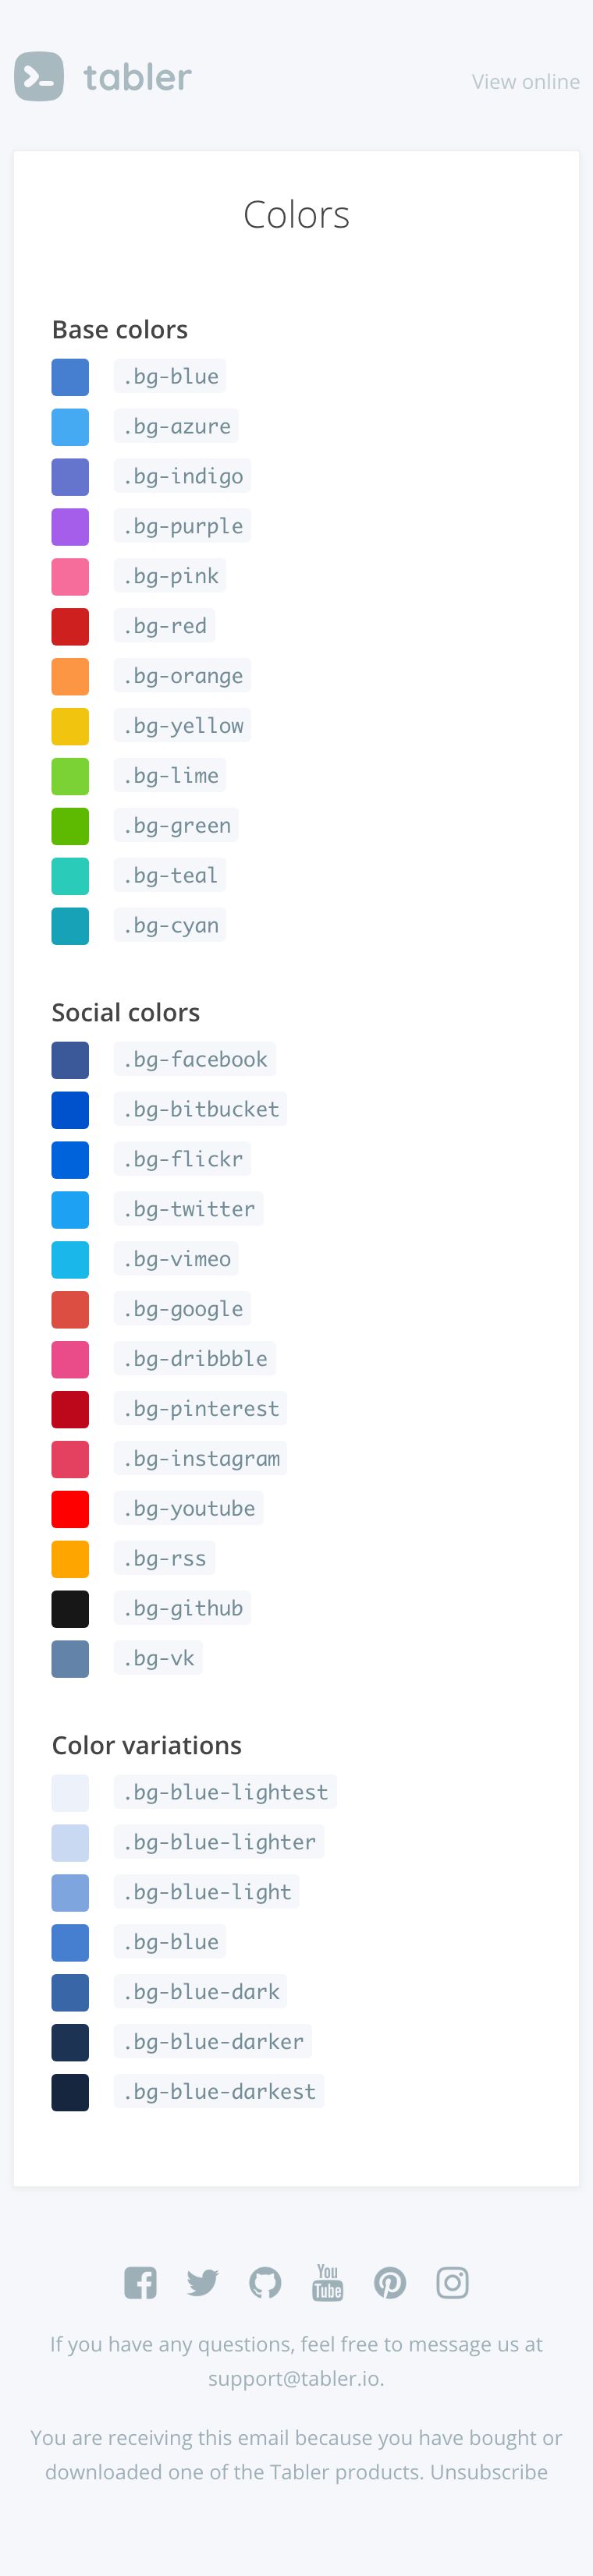 tabler
View online
Colors
Base colors
.bg-blue
.bg-azure
.bg-indigo
.bg-purple
.bg-pink
.bg-red
.bg-orange
.bg-yellow
.bg-lime
.bg-green
.bg-teal
.bg-cyan
Social colors
.bg-facebook
.bg-bitbucket
.bg-flickr
.bg-twitter
.bg-vimeo
.bg-google
.bg-dribbble
.bg-pinterest
.bg-instagram
.bg-youtube
.bg-rss
.bg-github
.bg-vk
Color variations
.bg-blue-lightest
.bg-blue-lighter
.bg-blue-light
.bg-blue
.bg-blue-dark
.bg-blue-darker
.bg-blue-darkest
You
Tube
If you have any questions, feel free to message us at
support@tabler.io.
You are receiving this email because you have bought or
downloaded one of the Tabler products. Unsubscribe